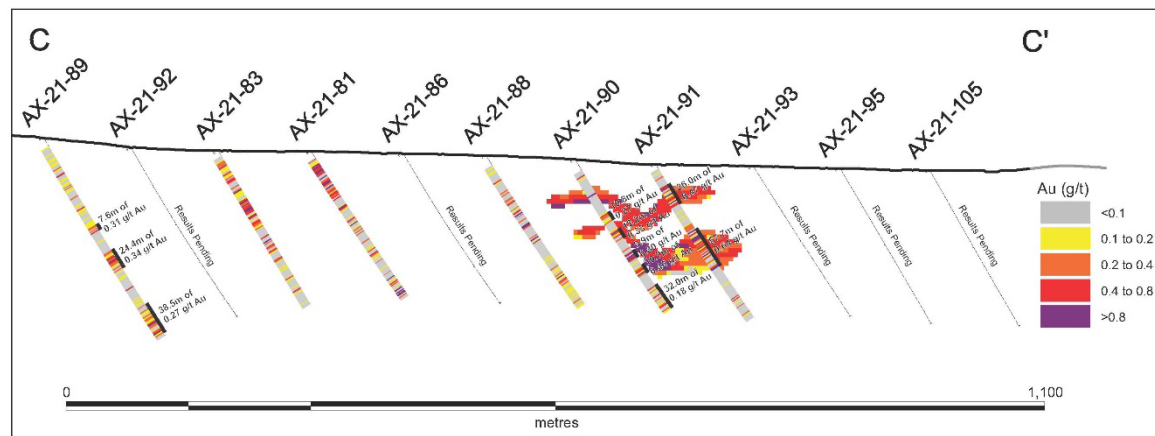 C
C'
AX-21-89
AX-21-92
AX-21-83
AX-21-81
AX-21-86
AX-21-88
AX-21-90
AX-21-91
AX-21-93
AX-21-95
AX-21-105
7.6m of
0.31 g/t Au
24.4m of
0.34 g/t Au
38.5m of
0.27 g/t Au
Results Pending
Results Pending
32.0m of
0.18 g/t Au
Results Pending
Results Pending
Results Pending
Au (g/t)
<0.1
0.1 to 0.2
0.2 to 0.4
0.4 to 0.8
>0.8
0
1,100
metres